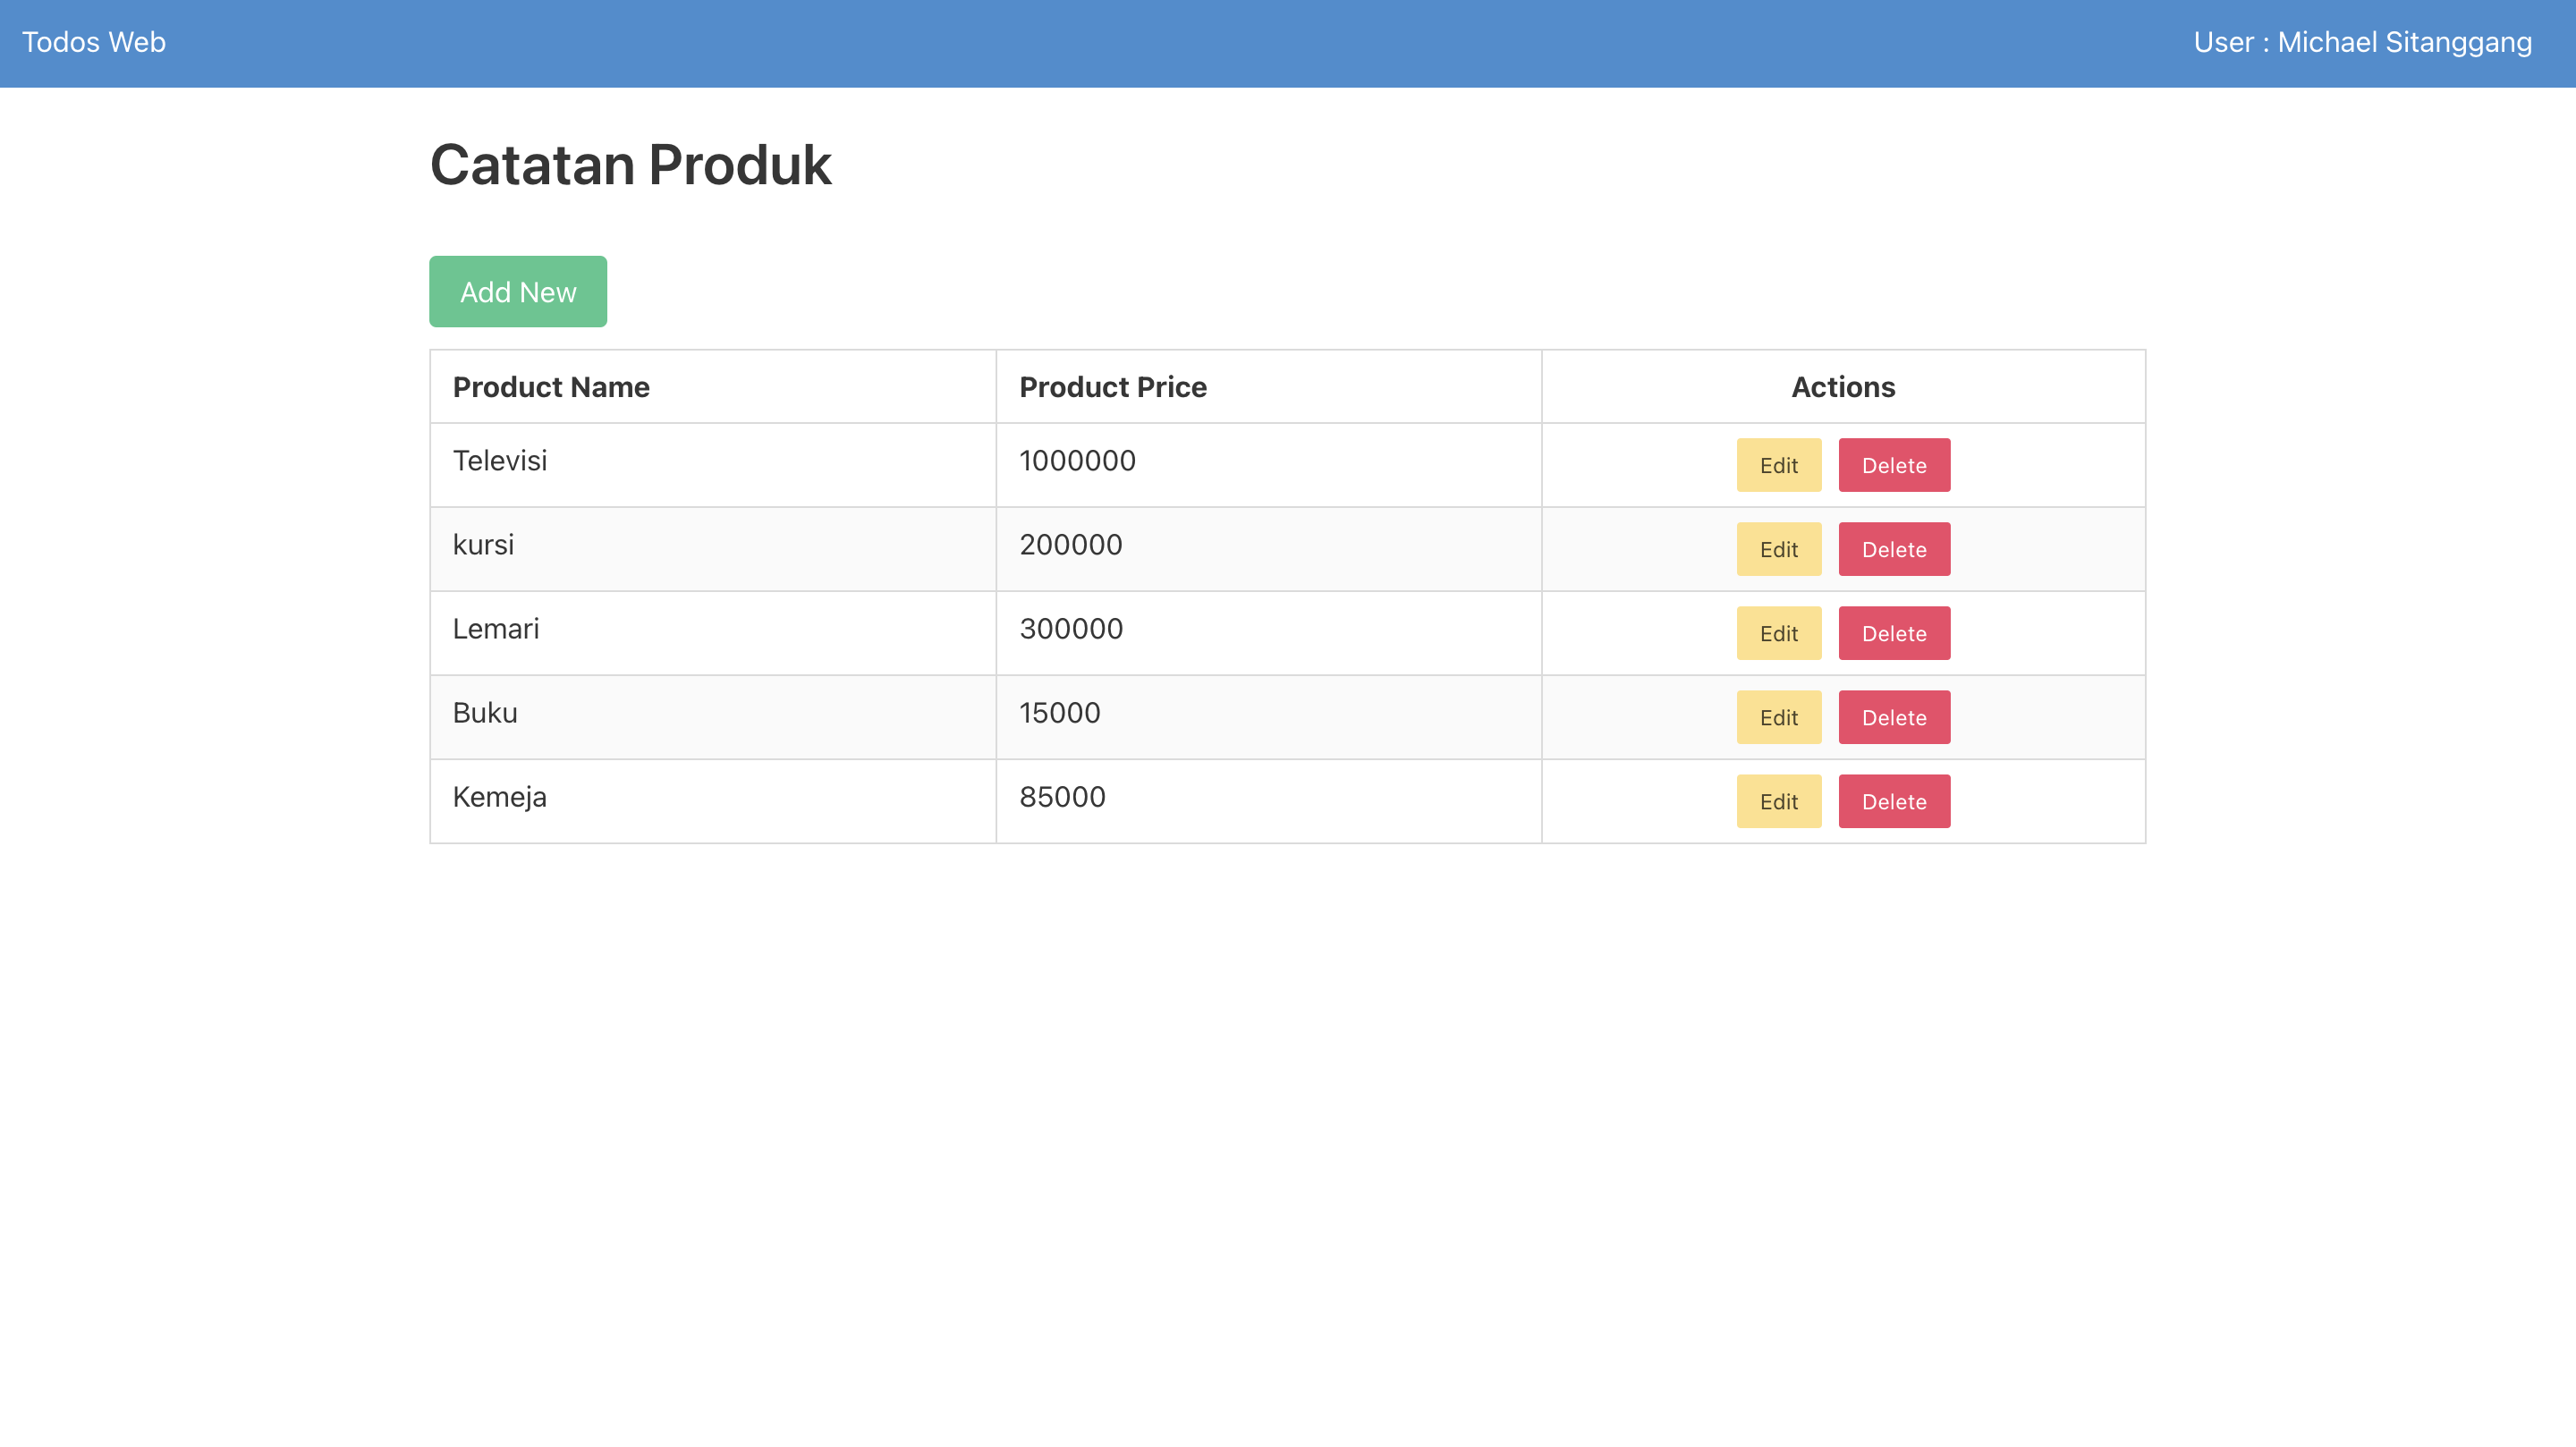 Todos Web User : Michael Sitanggang
Catatan Produk
Add New
Product Name Product Price Actions
Televisi 1000000 Edit Delete
kursi 200000 Edit Delete
Lemari 300000 Edit Delete
Buku 15000 Edit Delete
Kemeja 85000 Edit Delete